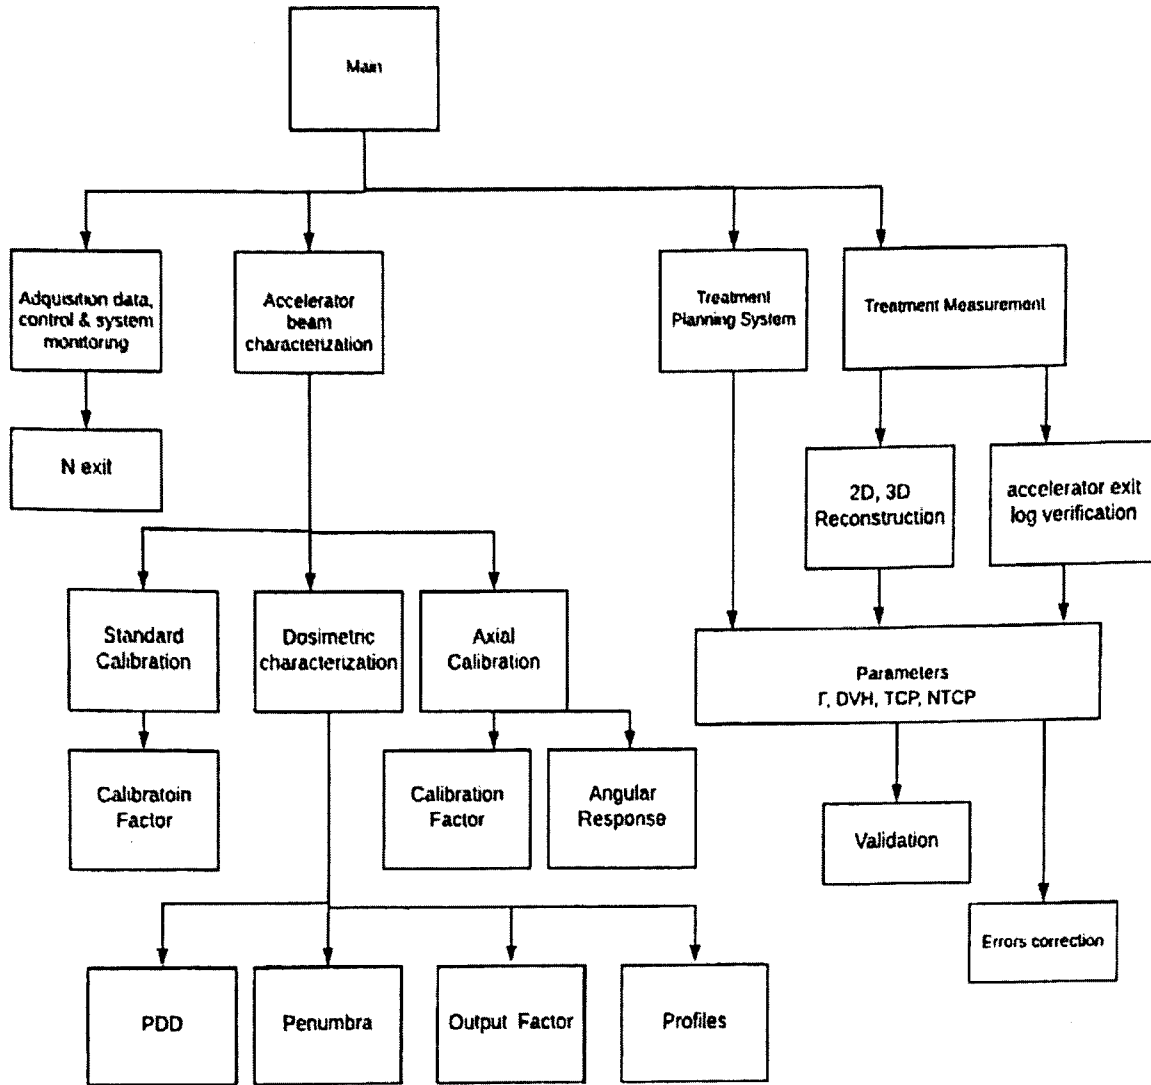 Main
Adquisition data,
control & system
monitoring
Accelerator
beam
characterization
Treatment
Planning System
Treatment Measurement
N exit
2D, 3D
Reconstruction
accelerator exit
log verification
Standard
Calibration
Dosimetric
characterization
Axial
Calibration
Parameters
Γ, DVH, TCP, NTCP
Calibratoin
Factor
Calibration
Factor
Angular
Response
Validation
Errors correction
PDD
Penumbra
Output Factor
Profiles